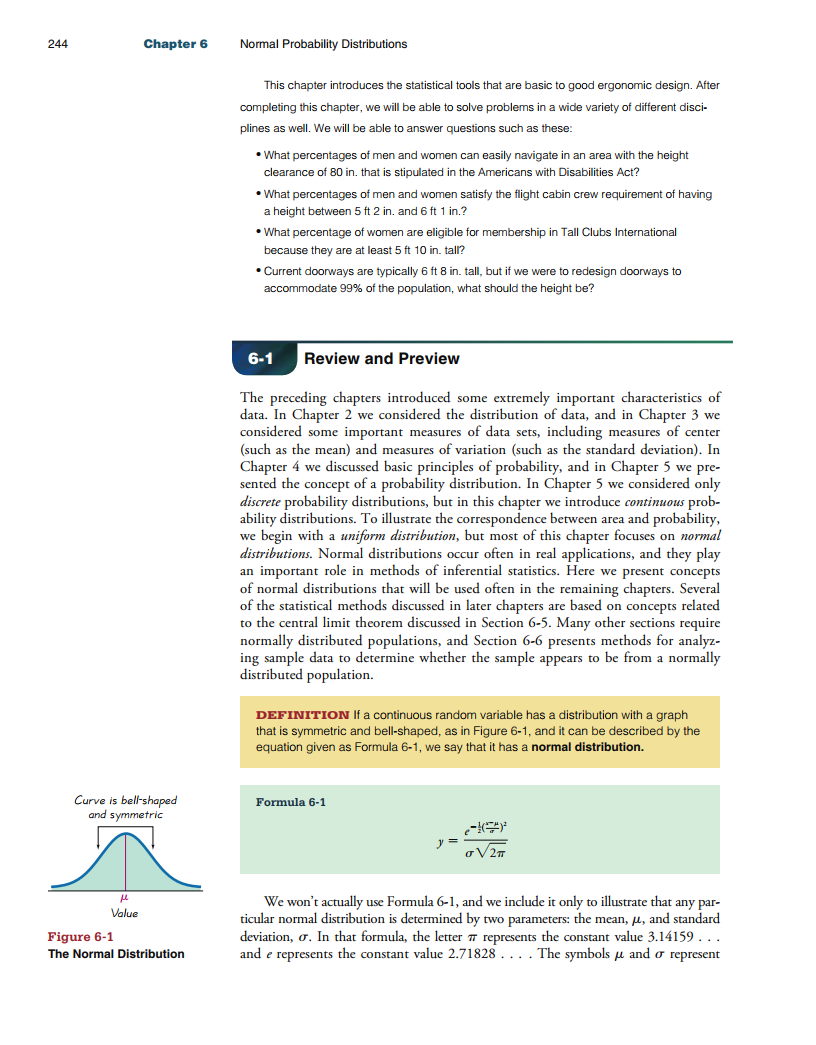 244 Chapter 6 Normal Probability Distributions
This chapter introduces the statistical tools that are basic to good ergonomic design. After
completing this chapter, we will be able to solve problems in a wide variety of different disci-
plines as well. We will be able to answer questions such as these:
• What percentages of men and women can easily navigate in an area with the height
clearance of 80 in. that is stipulated in the Americans with Disabilities Act?
• What percentages of men and women satisfy the flight cabin crew requirement of having
a height between 5 ft 2 in. and 6 ft 1 in.?
• What percentage of women are eligible for membership in Tall Clubs International
because they are at least 5 ft 10 in. tall?
• Current doorways are typically 6 ft 8 in. tall, but if we were to redesign doorways to
accommodate 99% of the population, what should the height be?
6-1 Review and Preview
The preceding chapters introduced some extremely important characteristics of
data. In Chapter 2 we considered the distribution of data, and in Chapter 3 we
considered some important measures of data sets, including measures of center
(such as the mean) and measures of variation (such as the standard deviation). In
Chapter 4 we discussed basic principles of probability, and in Chapter 5 we pre-
sented the concept of a probability distribution. In Chapter 5 we considered only
discrete probability distributions, but in this chapter we introduce continuous prob-
ability distributions. To illustrate the correspondence between area and probability,
we begin with a uniform distribution, but most of this chapter focuses on normal
distributions. Normal distributions occur often in real applications, and they play
an important role in methods of inferential statistics. Here we present concepts
of normal distributions that will be used often in the remaining chapters. Several
of the statistical methods discussed in later chapters are based on concepts related
to the central limit theorem discussed in Section 6-5. Many other sections require
normally distributed populations, and Section 6-6 presents methods for analyz-
ing sample data to determine whether the sample appears to be from a normally
distributed population.
DEFINITION If a continuous random variable has a distribution with a graph
that is symmetric and bell-shaped, as in Figure 6-1, and it can be described by the
equation given as Formula 6-1, we say that it has a normal distribution.
Curve is bell-shaped
and symmetric
μ
Value
Figure 6-1
The Normal Distribution
Formula 6-1
y = e^{-\frac{1}{2}(\frac{x-μ}{σ})^2} / σ√2π
We won't actually use Formula 6-1, and we include it only to illustrate that any par-
ticular normal distribution is determined by two parameters: the mean, μ, and standard
deviation, σ. In that formula, the letter π represents the constant value 3.14159 . . .
and e represents the constant value 2.71828 . . . . The symbols μ and σ represent